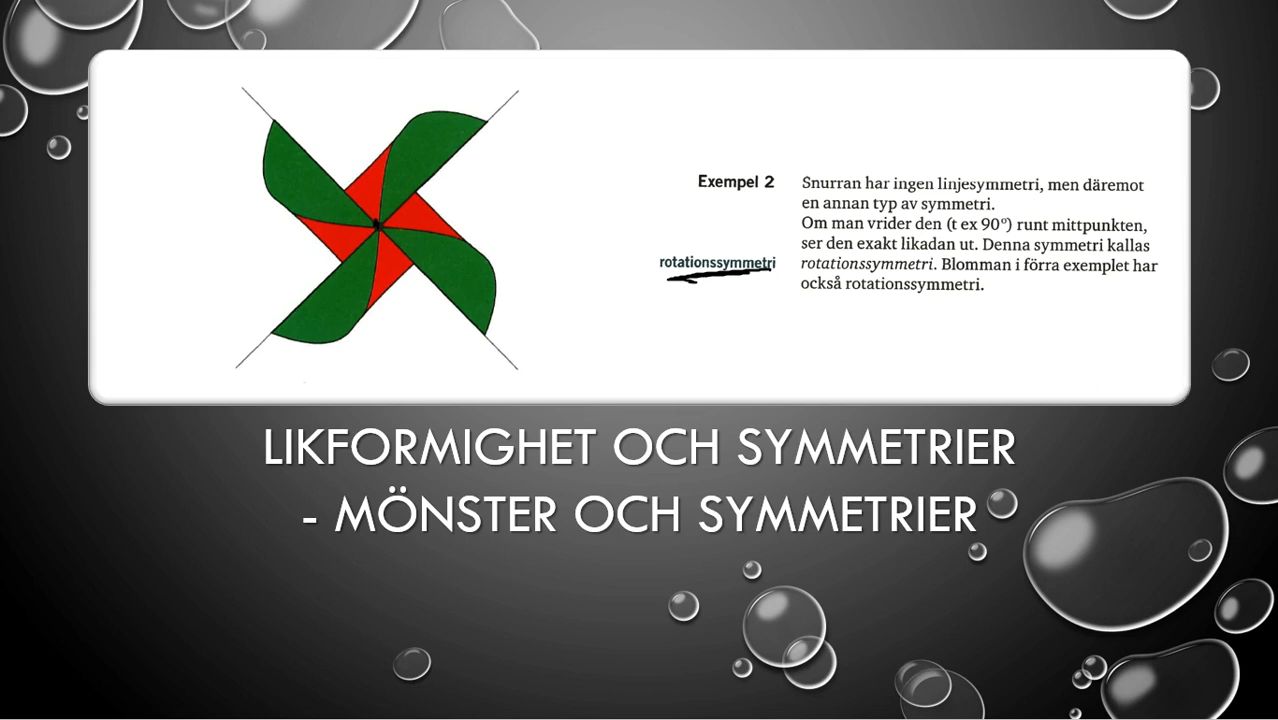 Exempel 2
Snurran har ingen linjesymmetri, men däremot
en annan typ av symmetri.
Om man vrider den (t ex 90°) runt mittpunkten,
ser den exakt likadan ut. Denna symmetri kallas
rotationssymmetri
rotationssymmetri. Blomman i förra exemplet har
också rotationssymmetri.
LIKFORMIGHET OCH SYMMETRIER
- MÖNSTER OCH SYMMETRIER